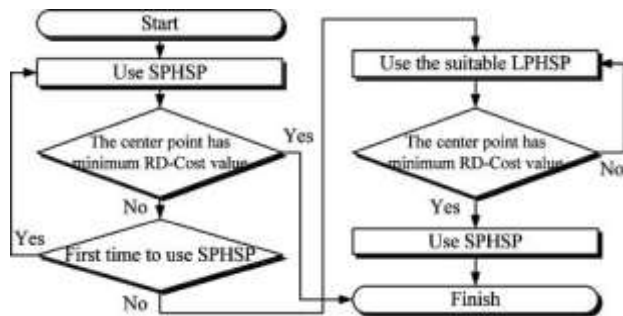 Start
Use SPHSP
The center point has
minimum RD-Cost value
Yes
No
First time to use SPHSP
Yes
No
Use the suitable LPHSP
The center point has
minimum RD-Cost value
No
Yes
Use SPHSP
Finish